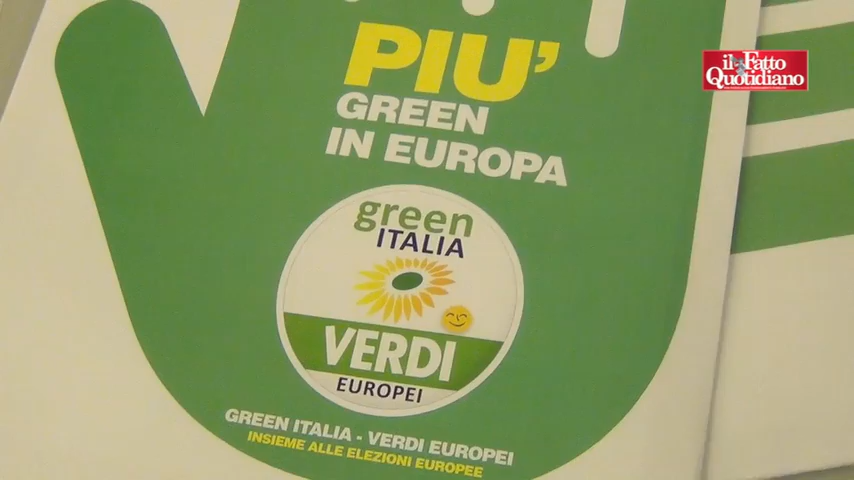 PIU'
GREEN
IN EUROPA
il Fatto
Quotidiano
green
ITALIA
VERDI
EUROPEI
GREEN ITALIA - VERDI EUROPEI
INSIEME ALLE ELEZIONI EUROPEE